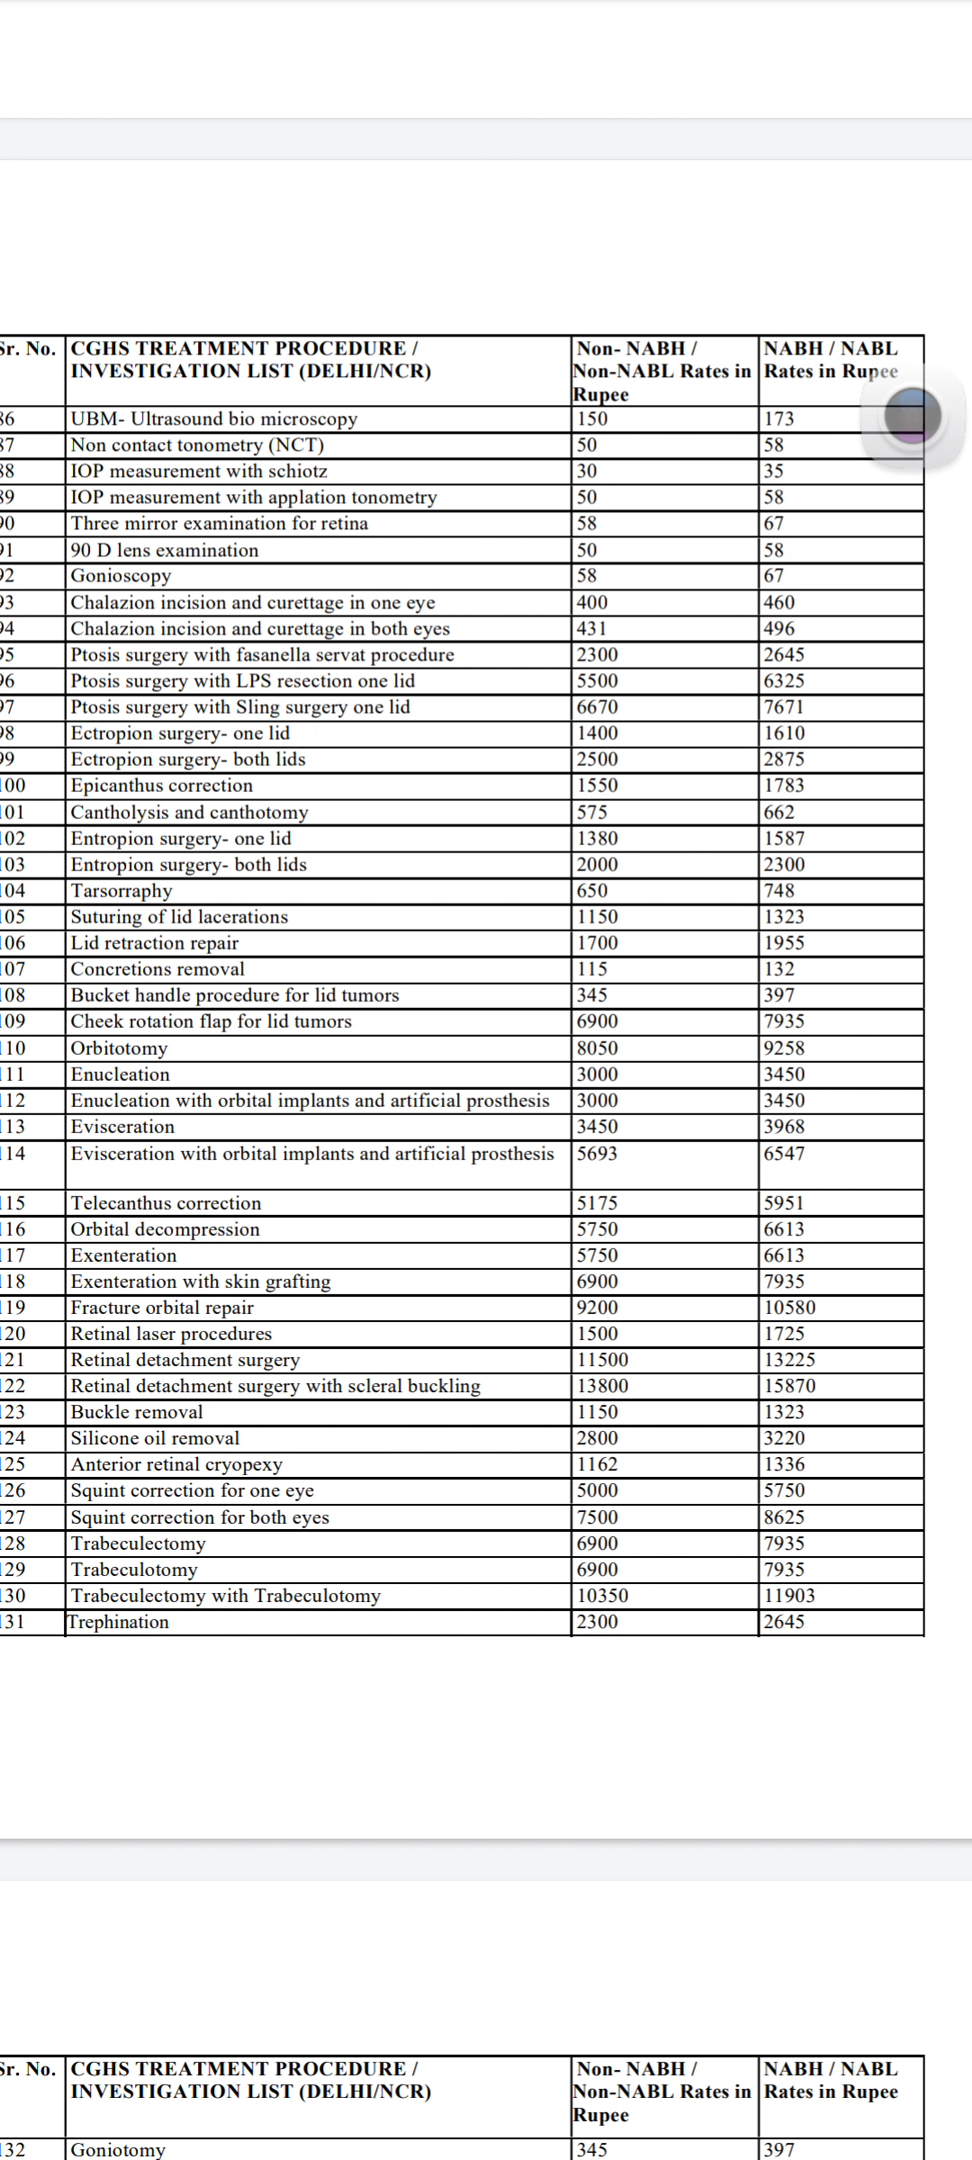 Sr. No. CGHS TREATMENT PROCEDURE / Non- NABH / NABH / NABL
INVESTIGATION LIST (DELHI/NCR) Non-NABL Rates in Rates in Rupee
Rupee
86 UBM- Ultrasound bio microscopy 150 173
87 Non contact tonometry (NCT) 50 58
88 IOP measurement with schiotz 30 35
89 IOP measurement with applation tonometry 50 58
90 Three mirror examination for retina 58 67
91 90 D lens examination 50 58
92 Gonioscopy 58 67
93 Chalazion incision and curettage in one eye 400 460
94 Chalazion incision and curettage in both eyes 431 496
95 Ptosis surgery with fasanella servat procedure 2300 2645
96 Ptosis surgery with LPS resection one lid 5500 6325
97 Ptosis surgery with Sling surgery one lid 6670 7671
98 Ectropion surgery- one lid 1400 1610
99 Ectropion surgery- both lids 2500 2875
100 Epicanthus correction 1550 1783
101 Cantholysis and canthotomy 575 662
102 Entropion surgery- one lid 1380 1587
103 Entropion surgery- both lids 2000 2300
104 Tarsorraphy 650 748
105 Suturing of lid lacerations 1150 1323
106 Lid retraction repair 1700 1955
107 Concretions removal 115 132
108 Bucket handle procedure for lid tumors 345 397
109 Cheek rotation flap for lid tumors 6900 7935
110 Orbitotomy 8050 9258
111 Enucleation 3000 3450
112 Enucleation with orbital implants and artificial prosthesis 3000 3450
113 Evisceration 3450 3968
114 Evisceration with orbital implants and artificial prosthesis 5693 6547
115 Telecanthus correction 5175 5951
116 Orbital decompression 5750 6613
117 Exenteration 5750 6613
118 Exenteration with skin grafting 6900 7935
119 Fracture orbital repair 9200 10580
120 Retinal laser procedures 1500 1725
121 Retinal detachment surgery 11500 13225
122 Retinal detachment surgery with scleral buckling 13800 15870
123 Buckle removal 1150 1323
124 Silicone oil removal 2800 3220
125 Anterior retinal cryopexy 1162 1336
126 Squint correction for one eye 5000 5750
127 Squint correction for both eyes 7500 8625
128 Trabeculectomy 6900 7935
129 Trabeculotomy 6900 7935
130 Trabeculectomy with Trabeculotomy 10350 11903
131 Trephination 2300 2645
Sr. No. CGHS TREATMENT PROCEDURE / Non- NABH / NABH / NABL
INVESTIGATION LIST (DELHI/NCR) Non-NABL Rates in Rates in Rupee
Rupee
132 Goniotomy 345 397